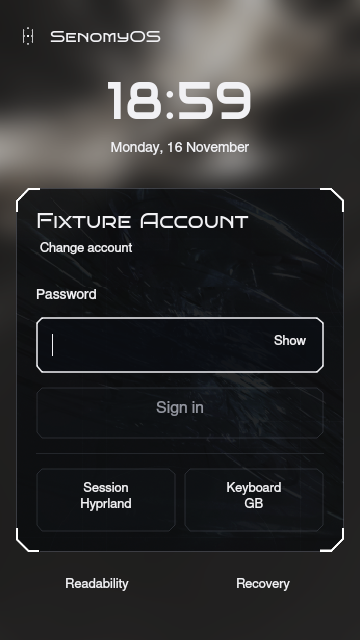 SenomyOS
18:59
Monday, 16 November
Fixture Account
Change account
Password
Show
Sign in
Session
Hyprland
Keyboard
GB
Readability
Recovery